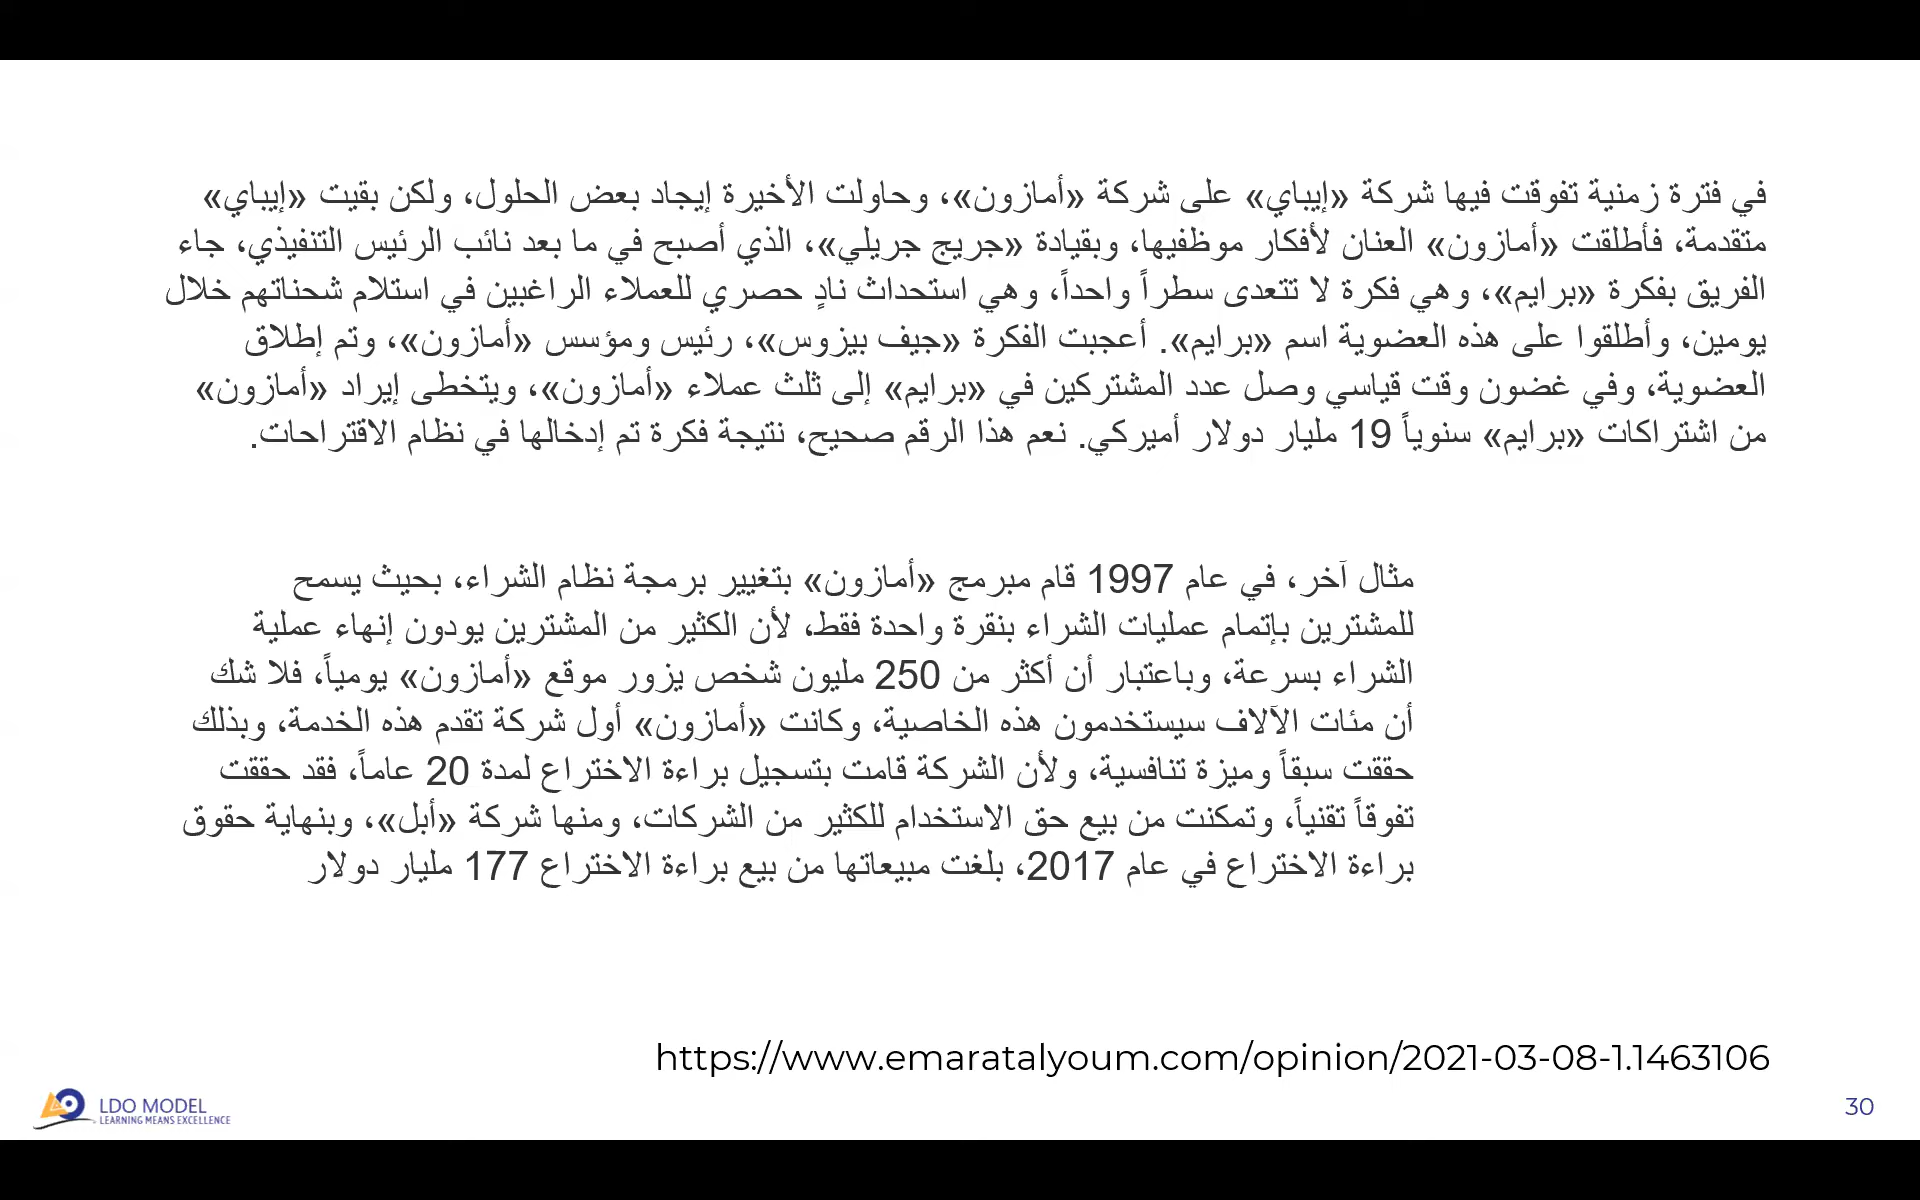 في فترة زمنية تفوقت فيها شركة «إيباي» على شركة «أمازون»، وحاولت الأخيرة إيجاد بعض الحلول، ولكن بقيت «إيباي»
متقدمة، فأطلقت «أمازون» العنان لأفكار موظفيها، وبقيادة «جريج جريلي»، الذي أصبح في ما بعد نائب الرئيس التنفيذي، جاء
الفريق بفكرة «برايم»، وهي فكرة لا تتعدى سطراً واحداً، وهي استحداث نادٍ حصري للعملاء الراغبين في استلام شحناتهم خلال
يومين، وأطلقوا على هذه العضوية اسم «برايم». أعجبت الفكرة «جيف بيزوس»، رئيس ومؤسس «أمازون»، وتم إطلاق
العضوية، وفي غضون وقت قياسي وصل عدد المشتركين في «برايم» إلى ثلث عملاء «أمازون»، ويتخطى إيراد «أمازون»
من اشتراكات «برايم» سنوياً 19 مليار دولار أميركي. نعم هذا الرقم صحيح، نتيجة فكرة تم إدخالها في نظام الاقتراحات.
مثال آخر، في عام 1997 قام مبرمج «أمازون» بتغيير برمجة نظام الشراء، بحيث يسمح
للمشترين بإتمام عمليات الشراء بنقرة واحدة فقط، لأن الكثير من المشترين يودون إنهاء عملية
الشراء بسرعة، وباعتبار أن أكثر من 250 مليون شخص يزور موقع «أمازون» يومياً، فلا شك
أن مئات الآلاف سيستخدمون هذه الخاصية، وكانت «أمازون» أول شركة تقدم هذه الخدمة، وبذلك
حققت سبقاً وميزة تنافسية، ولأن الشركة قامت بتسجيل براءة الاختراع لمدة 20 عاماً، فقد حققت
تفوقاً تقنياً، وتمكنت من بيع حق الاستخدام للكثير من الشركات، ومنها شركة «أبل»، وبنهاية حقوق
براءة الاختراع في عام 2017، بلغت مبيعاتها من بيع براءة الاختراع 177 مليار دولار
https://www.emaratalyoum.com/opinion/2021-03-08-1.1463106
LDO MODEL
LEARNING MEANS EXCELLENCE
30